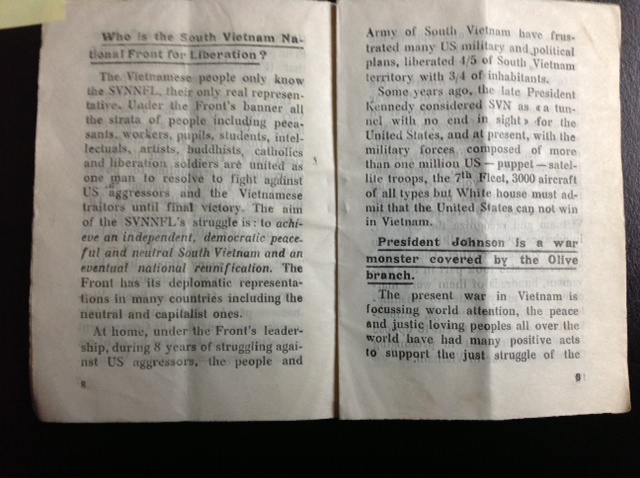 Who is the South Vietnam Na-
tional Front for Liberation ?
The Vietnamese people only know
the SVNNFL, their only real represen-
tative. Under the Front's banner all
the strata of people including peea-
sants, workers, pupils, students, intel-
lectuals, artists, buddhists, catholics
and liberation soldiers are united as
one man to resolve to fight against
US aggressors and the Vietnamese
traitors until final victory. The aim
of the SVNNFL's struggle is : to achi-
eve an independent, democratic peace-
ful and neutral South Vietnam and an
eventual national reunification. The
Front has its deplomatic representa-
tions in many countries including the
neutral and capitalist ones.
At home, under the Front's leader-
ship, during 8 years of struggling agai-
nst US aggressors, the people and
8
Army of South Vietnam have frus-
trated many US military and political
plans, liberated 4/5 of South Vietnam
territory with 3/4 of inhabitants.
Some years ago, the late President
Kennedy considered SVN as «a tun-
nel with no end in sight» for the
United States, and at present, with the
military forces composed of more
than one million US — puppet — satel-
lite troops, the 7th Fleet, 3000 aircraft
of all types but White house must ad-
mit that the United States can not win
in Vietnam.
President Johnson is a war
monster covered by the Olive
branch.
The present war in Vietnam is
focussing world attention, the peace
and justic loving peoples all over the
world have had many positive acts
to support the just struggle of the
9